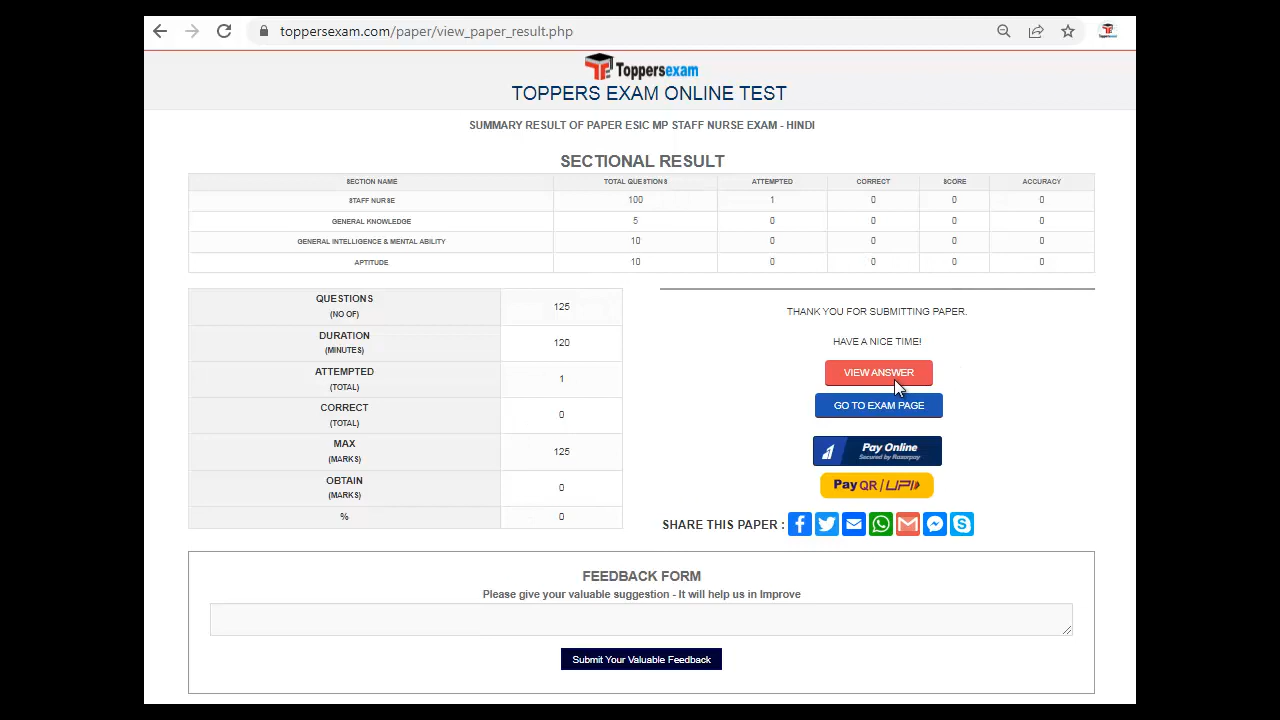 toppersexam.com/paper/view_paper_result.php
Toppersexam
TOPPERS EXAM ONLINE TEST
SUMMARY RESULT OF PAPER ESIC MP STAFF NURSE EXAM - HINDI
SECTIONAL RESULT
SECTION NAME TOTAL QUESTIONS ATTEMPTED CORRECT SCORE ACCURACY
STAFF NURSE 100 1 0 0 0
GENERAL KNOWLEDGE 5 0 0 0 0
GENERAL INTELLIGENCE & MENTAL ABILITY 10 0 0 0 0
APTITUDE 10 0 0 0 0
QUESTIONS
(NO OF) 125
DURATION
(MINUTES) 120
ATTEMPTED
(TOTAL) 1
CORRECT
(TOTAL) 0
MAX
(MARKS) 125
OBTAIN
(MARKS) 0
% 0
THANK YOU FOR SUBMITTING PAPER.
HAVE A NICE TIME!
VIEW ANSWER
GO TO EXAM PAGE
Pay Online
Secured by Razorpay
Pay QR/UPI
SHARE THIS PAPER :
FEEDBACK FORM
Please give your valuable suggestion - It will help us in Improve
Submit Your Valuable Feedback